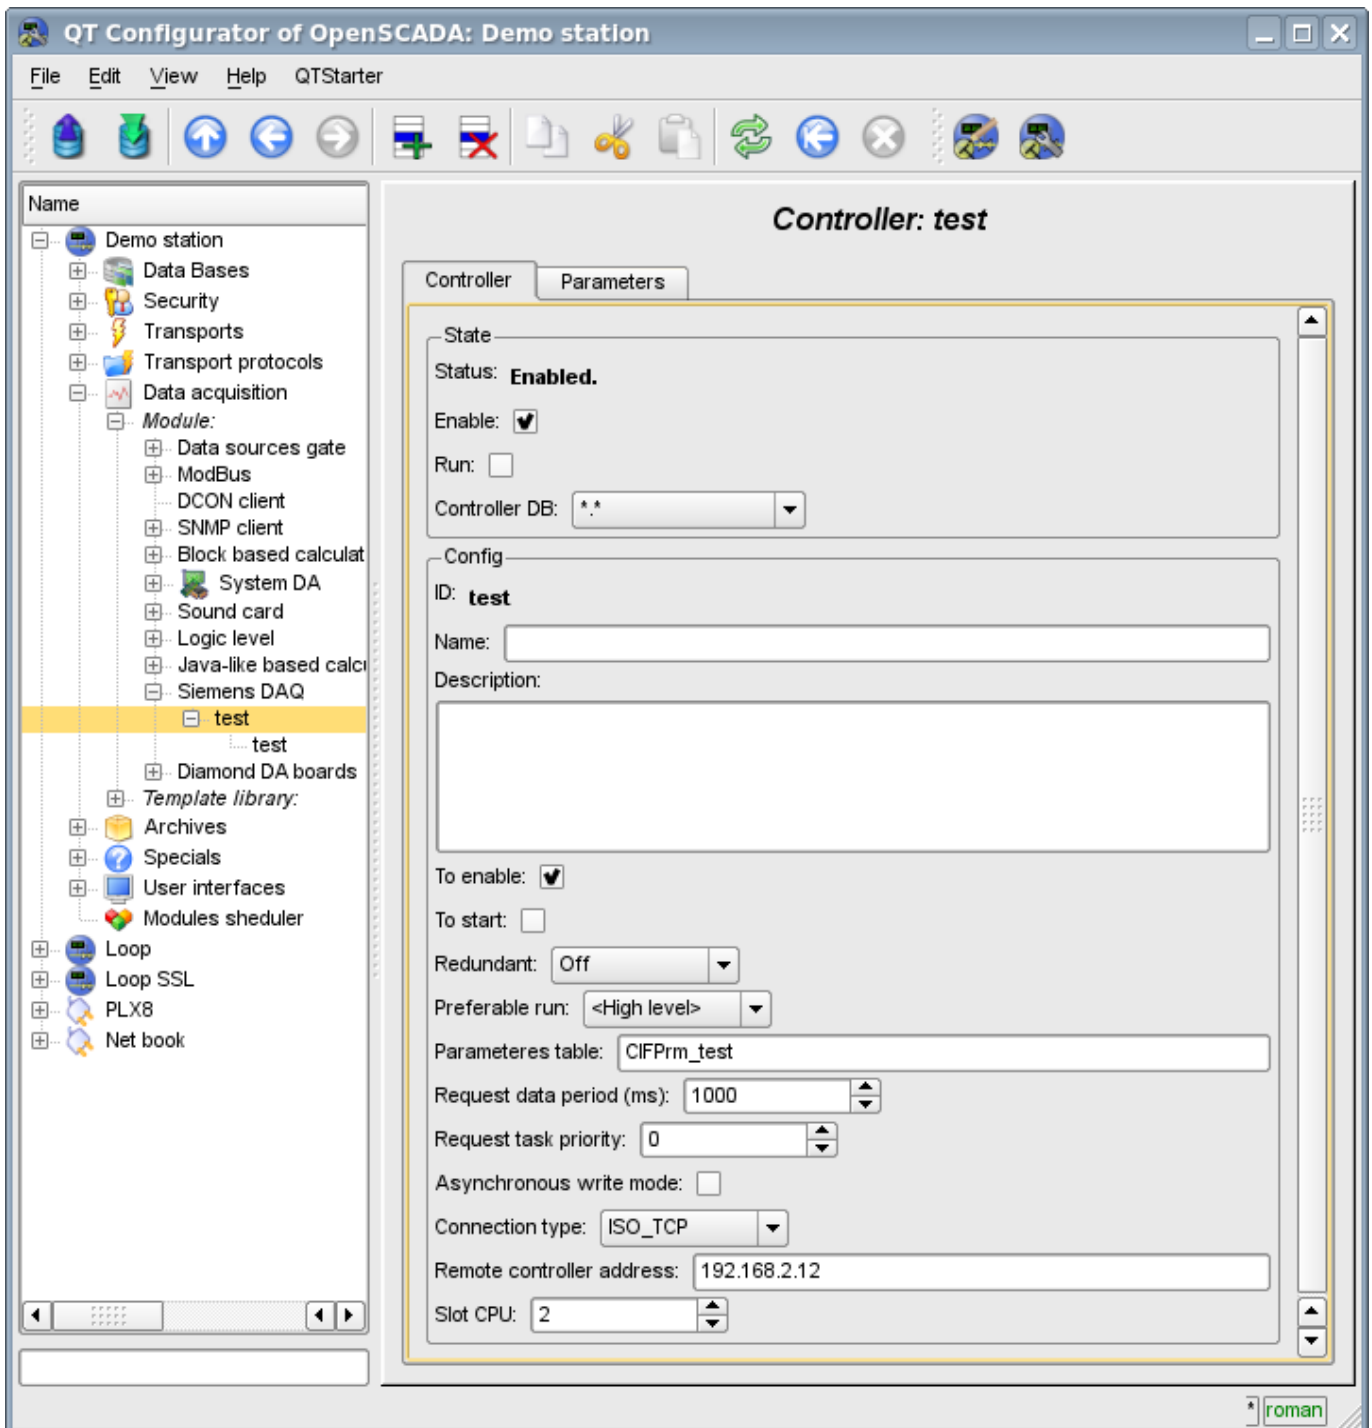 QT Configurator of OpenSCADA: Demo station
File Edit View Help QTStarter
Name
Demo station
Data Bases
Security
Transports
Transport protocols
Data acquisition
Module:
Data sources gate
ModBus
DCON client
SNMP client
Block based calculat
System DA
Sound card
Logic level
Java-like based calcu
Siemens DAQ
test
test
Diamond DA boards
Template library:
Archives
Specials
User interfaces
Modules sheduler
Loop
Loop SSL
PLX8
Net book
Controller: test
Controller Parameters
State
Status: Enabled.
Enable:
Run:
Controller DB: *.*
Config
ID: test
Name:
Description:
To enable:
To start:
Redundant: Off
Preferable run: <High level>
Parameteres table: CIFPrm_test
Request data period (ms): 1000
Request task priority: 0
Asynchronous write mode:
Connection type: ISO_TCP
Remote controller address: 192.168.2.12
Slot CPU: 2
* roman